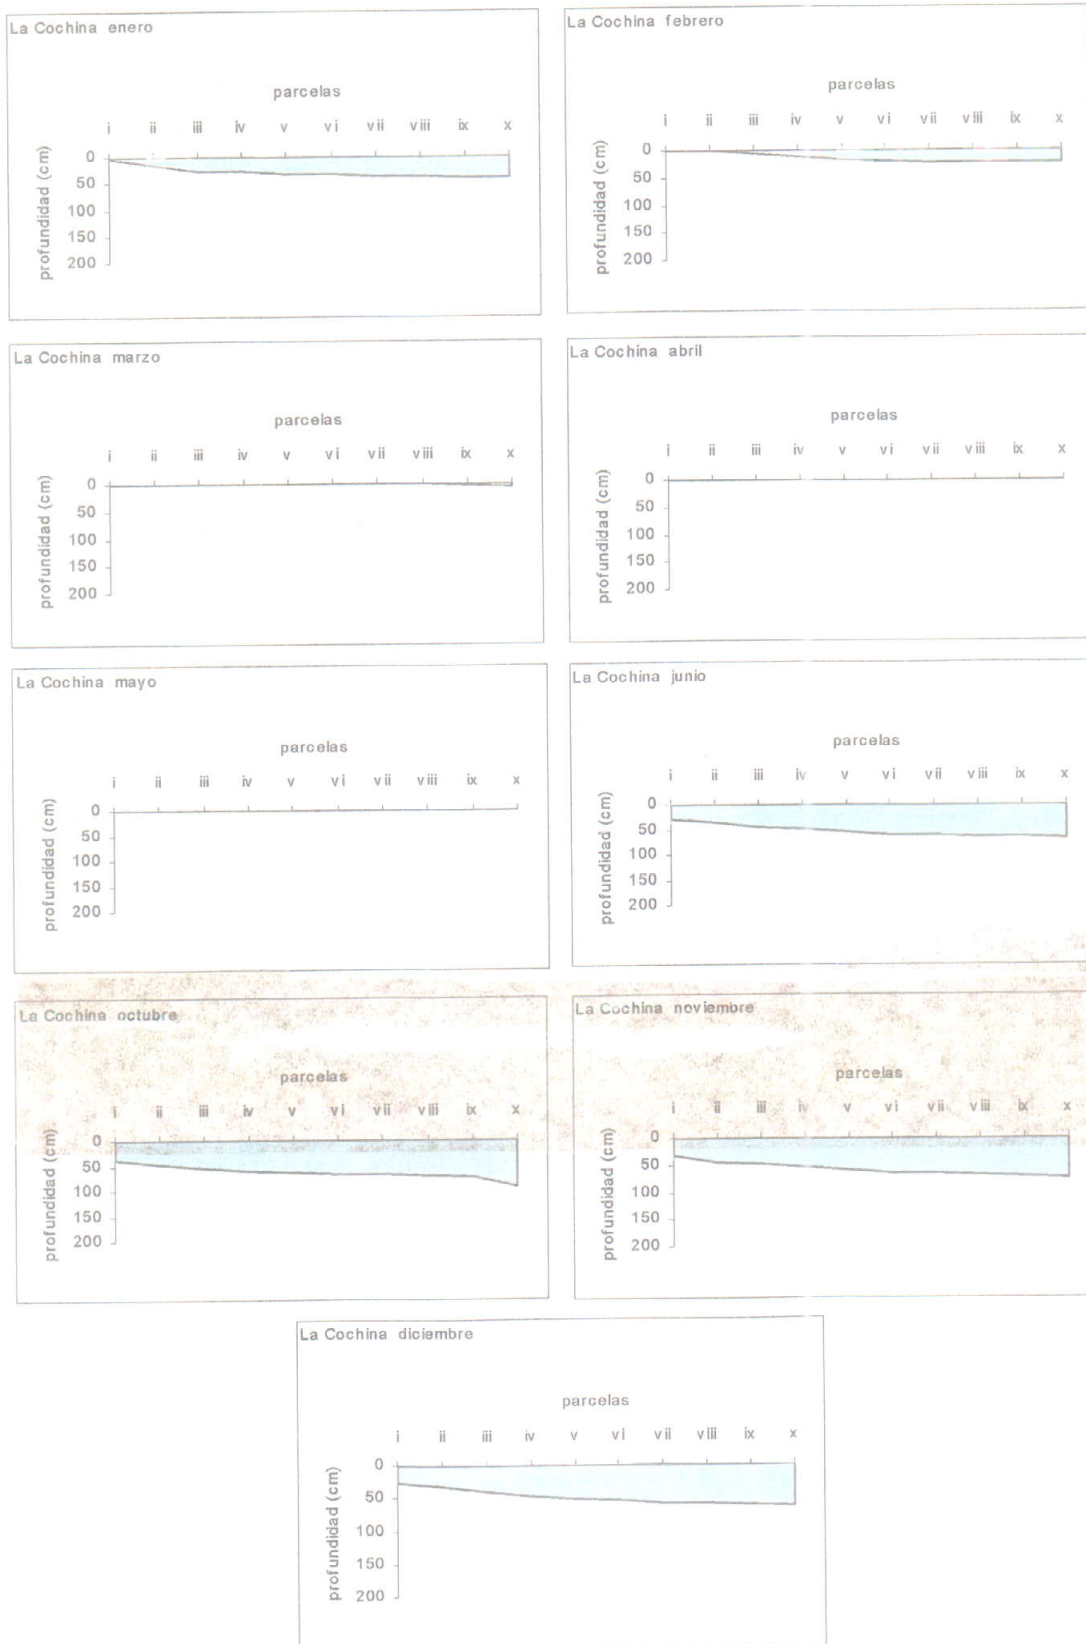 La Cochina enero
parcelas
i ii iii iv v vi vii viii ix x
profundidad (cm)
0
50
100
150
200
La Cochina febrero
parcelas
i ii iii iv v vi vii viii ix x
profundidad (cm)
0
50
100
150
200
La Cochina marzo
parcelas
i ii iii iv v vi vii viii ix x
profundidad (cm)
0
50
100
150
200
La Cochina abril
parcelas
i ii iii iv v vi vii viii ix x
profundidad (cm)
0
50
100
150
200
La Cochina mayo
parcelas
i ii iii iv v vi vii viii ix x
profundidad (cm)
0
50
100
150
200
La Cochina junio
parcelas
i ii iii iv v vi vii viii ix x
profundidad (cm)
0
50
100
150
200
La Cochina octubre
parcelas
i ii iii iv v vi vii viii ix x
profundidad (cm)
0
50
100
150
200
La Cochina noviembre
parcelas
i ii iii iv v vi vii viii ix x
profundidad (cm)
0
50
100
150
200
La Cochina diciembre
parcelas
i ii iii iv v vi vii viii ix x
profundidad (cm)
0
50
100
150
200